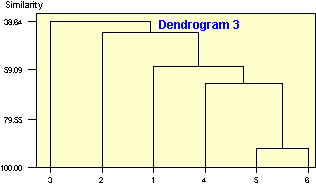 Similarity
Dendrogram 3
38.64
59.09
79.55
100.00
3 2 1 4 5 6